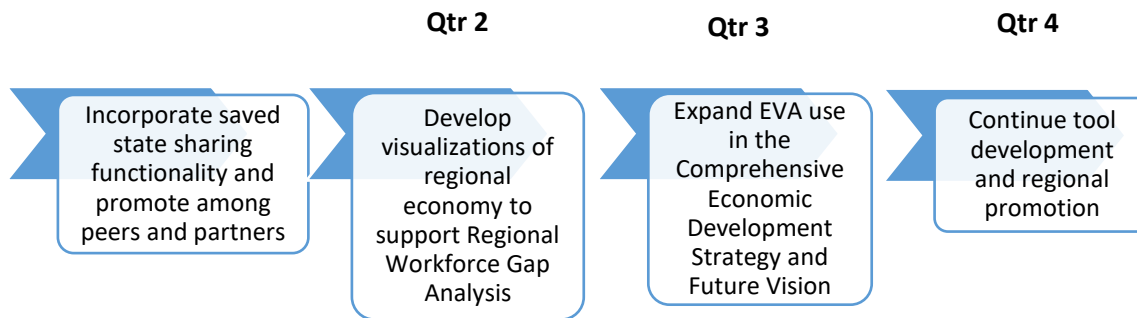 Qtr 2
Qtr 3
Qtr 4
Incorporate saved
state sharing
functionality and
promote among
peers and partners
Develop
visualizations of
regional
economy to
support Regional
Workforce Gap
Analysis
Expand EVA use
in the
Comprehensive
Economic
Development
Strategy and
Future Vision
Continue tool
development
and regional
promotion